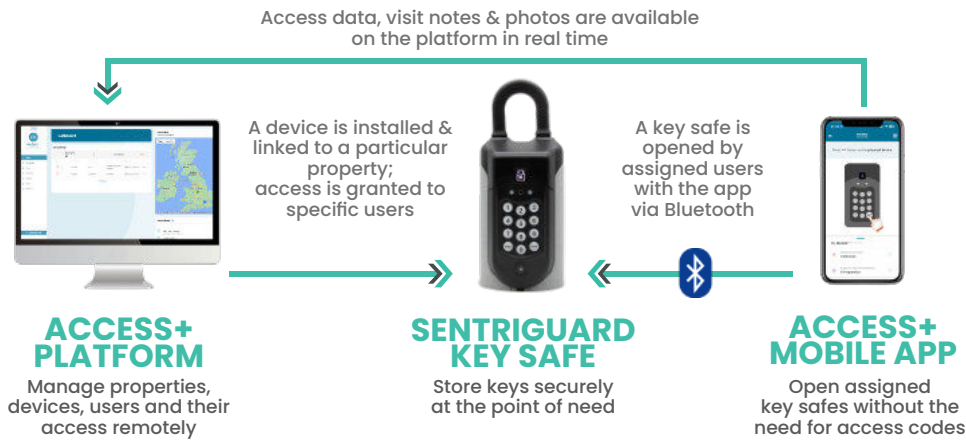 Access data, visit notes & photos are available
on the platform in real time
A device is installed &
linked to a particular
property;
access is granted to
specific users
A key safe is
opened by
assigned users
with the app
via Bluetooth
ACCESS+
PLATFORM
Manage properties,
devices, users and their
access remotely
SENTRIGUARD
KEY SAFE
Store keys securely
at the point of need
ACCESS+
MOBILE APP
Open assigned
key safes without the
need for access codes